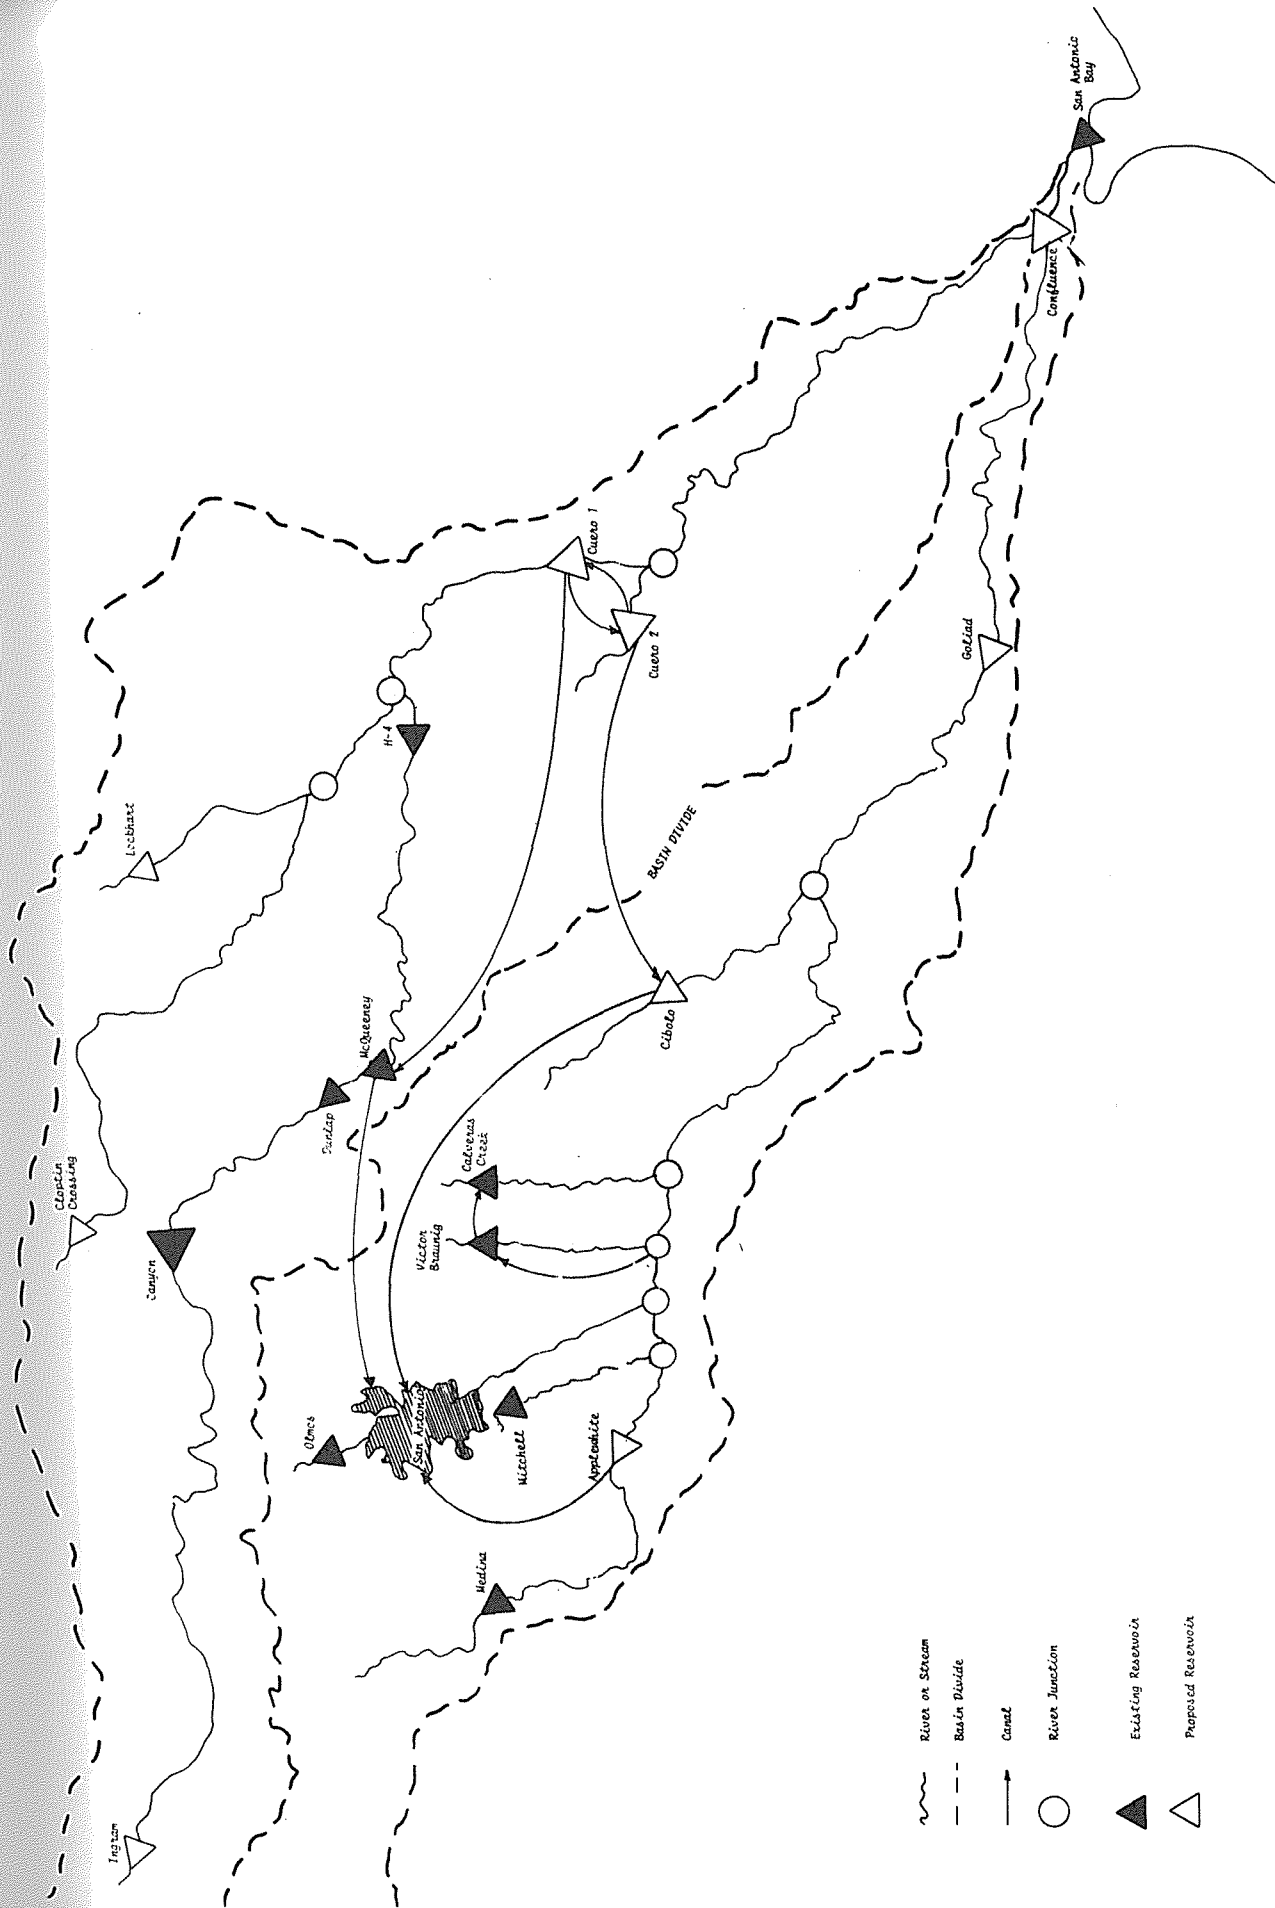 San Antonio
Bay
Confluence
Cuero 1
Cuero 2
Goliad
H-4
Lockhart
BASIN DIVIDE
McQueeney
Cibolo
Dunlap
Calveras
Creek
Cloptin
Crossing
Victor
Braunig
Canyon
Olmos
San Antonio
Mitchell
Applewhite
Medina
Ingram
River or Stream
Basin Divide
Canal
River Junction
Existing Reservoir
Proposed Reservoir